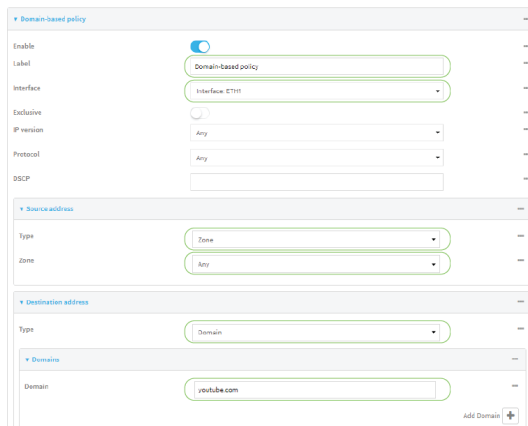 Domain-based policy
Enable
Label Domain-based policy
Interface Interface: ETH1
Exclusive
IP version Any
Protocol Any
DSCP
Source address
Type Zone
Zone Any
Destination address
Type Domain
Domains
Domain youtube.com
Add Domain